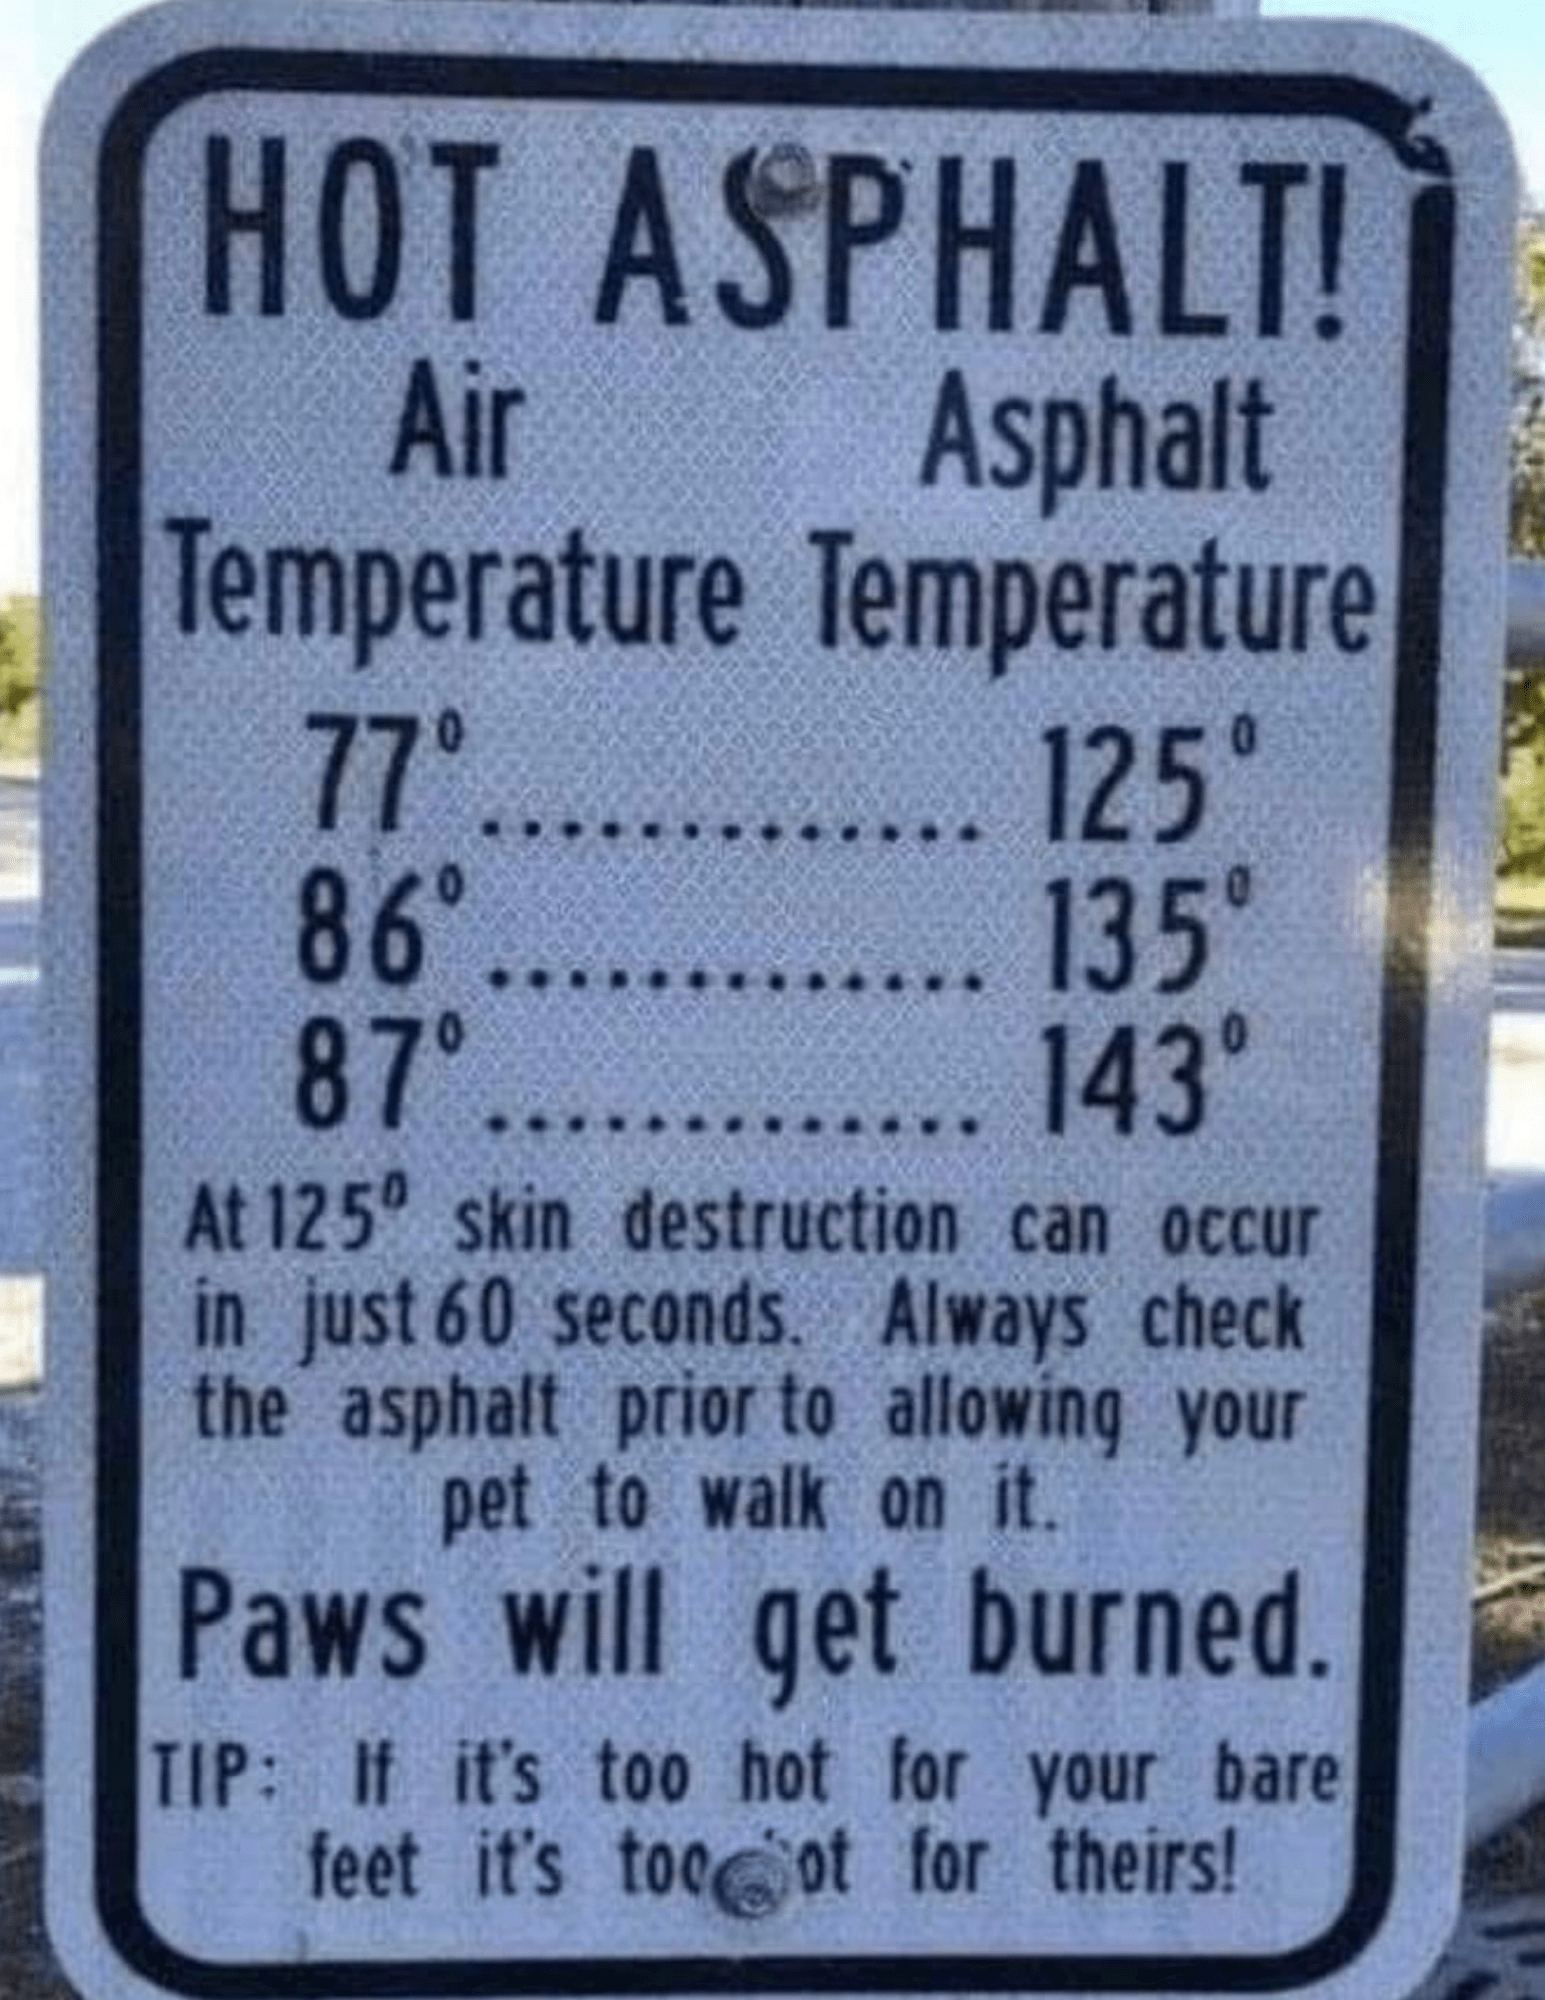 HOT ASPHALT!
Air Asphalt
Temperature Temperature
77° .............. 125°
86° .............. 135°
87° .............. 143°
At 125° skin destruction can occur
in just 60 seconds. Always check
the asphalt prior to allowing your
pet to walk on it.
Paws will get burned.
TIP: If it's too hot for your bare
feet it's too hot for theirs!